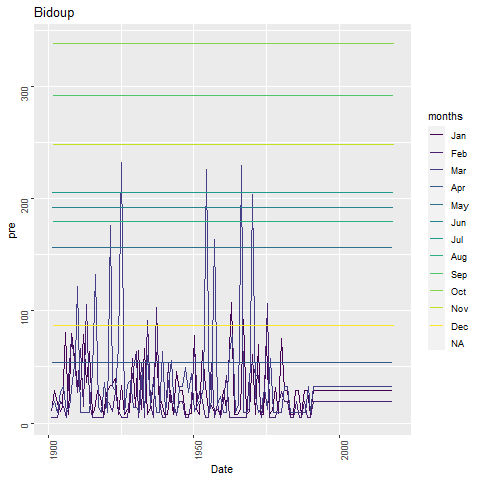 Bidoup
300
200
100
0
pre
1900
1950
2000
Date
months
Jan
Feb
Mar
Apr
May
Jun
Jul
Aug
Sep
Oct
Nov
Dec
NA